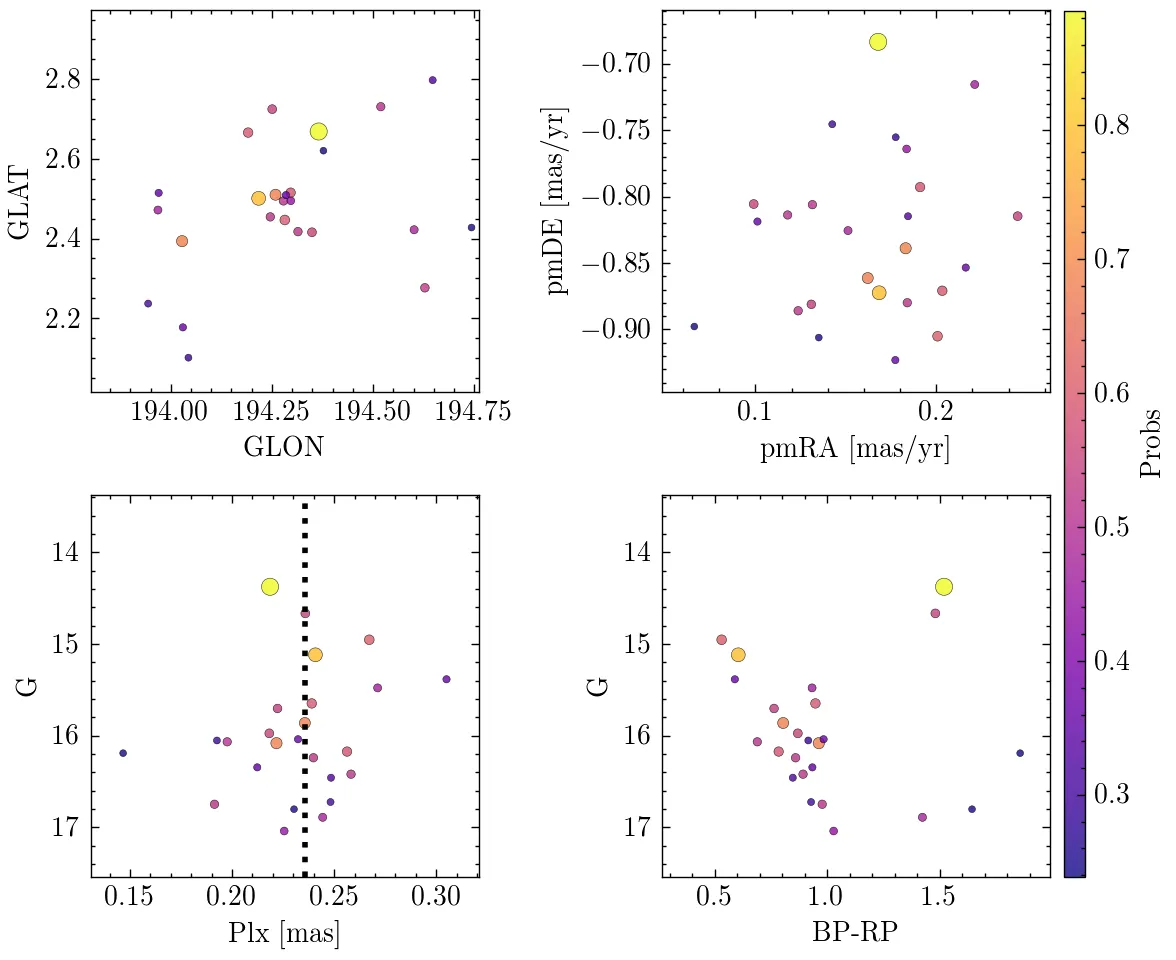 2.8
2.6
2.4
2.2
GLAT
194.00 194.25 194.50 194.75
GLON
−0.70
−0.75
−0.80
−0.85
−0.90
pmDE [mas/yr]
0.1 0.2
pmRA [mas/yr]
14
15
16
17
G
0.15 0.20 0.25 0.30
Plx [mas]
14
15
16
17
G
0.5 1.0 1.5
BP-RP
0.8
0.7
0.6
0.5
0.4
0.3
Probs